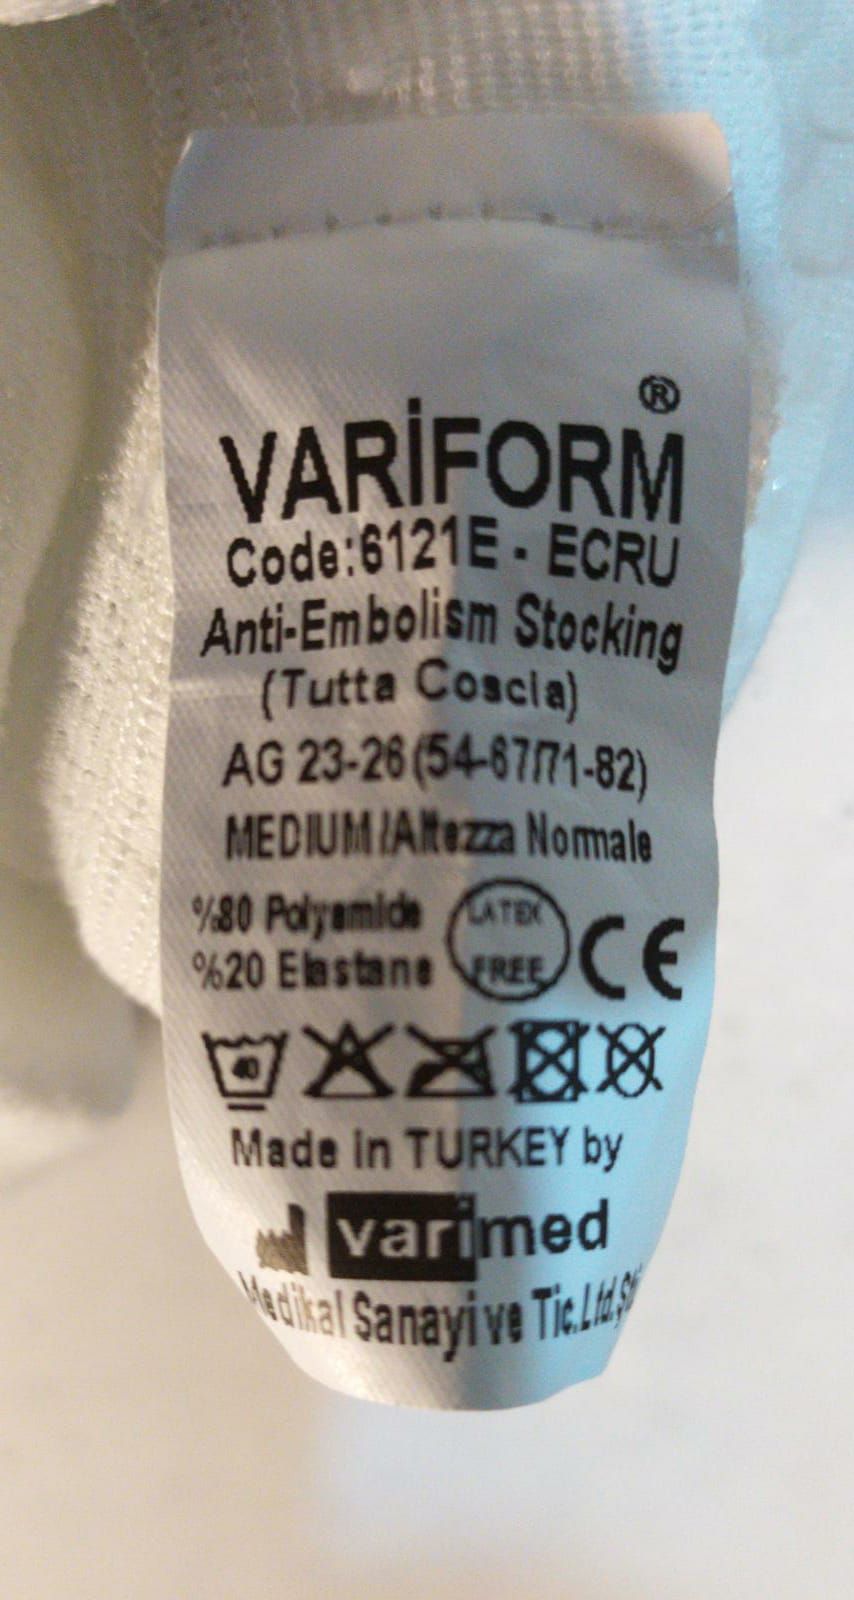 ®
VARİFORM
Code:6121E - ECRU
Anti-Embolism Stocking
(Tutta Coscia)
AG 23-26 (54-67/71-82)
MEDIUM /Altezza Normale
%80 Polyamide
%20 Elastane
LATEX
FREE
CE
40
Made in TURKEY by
varimed
Medikal Sanayi ve Tic.Ltd.Şti